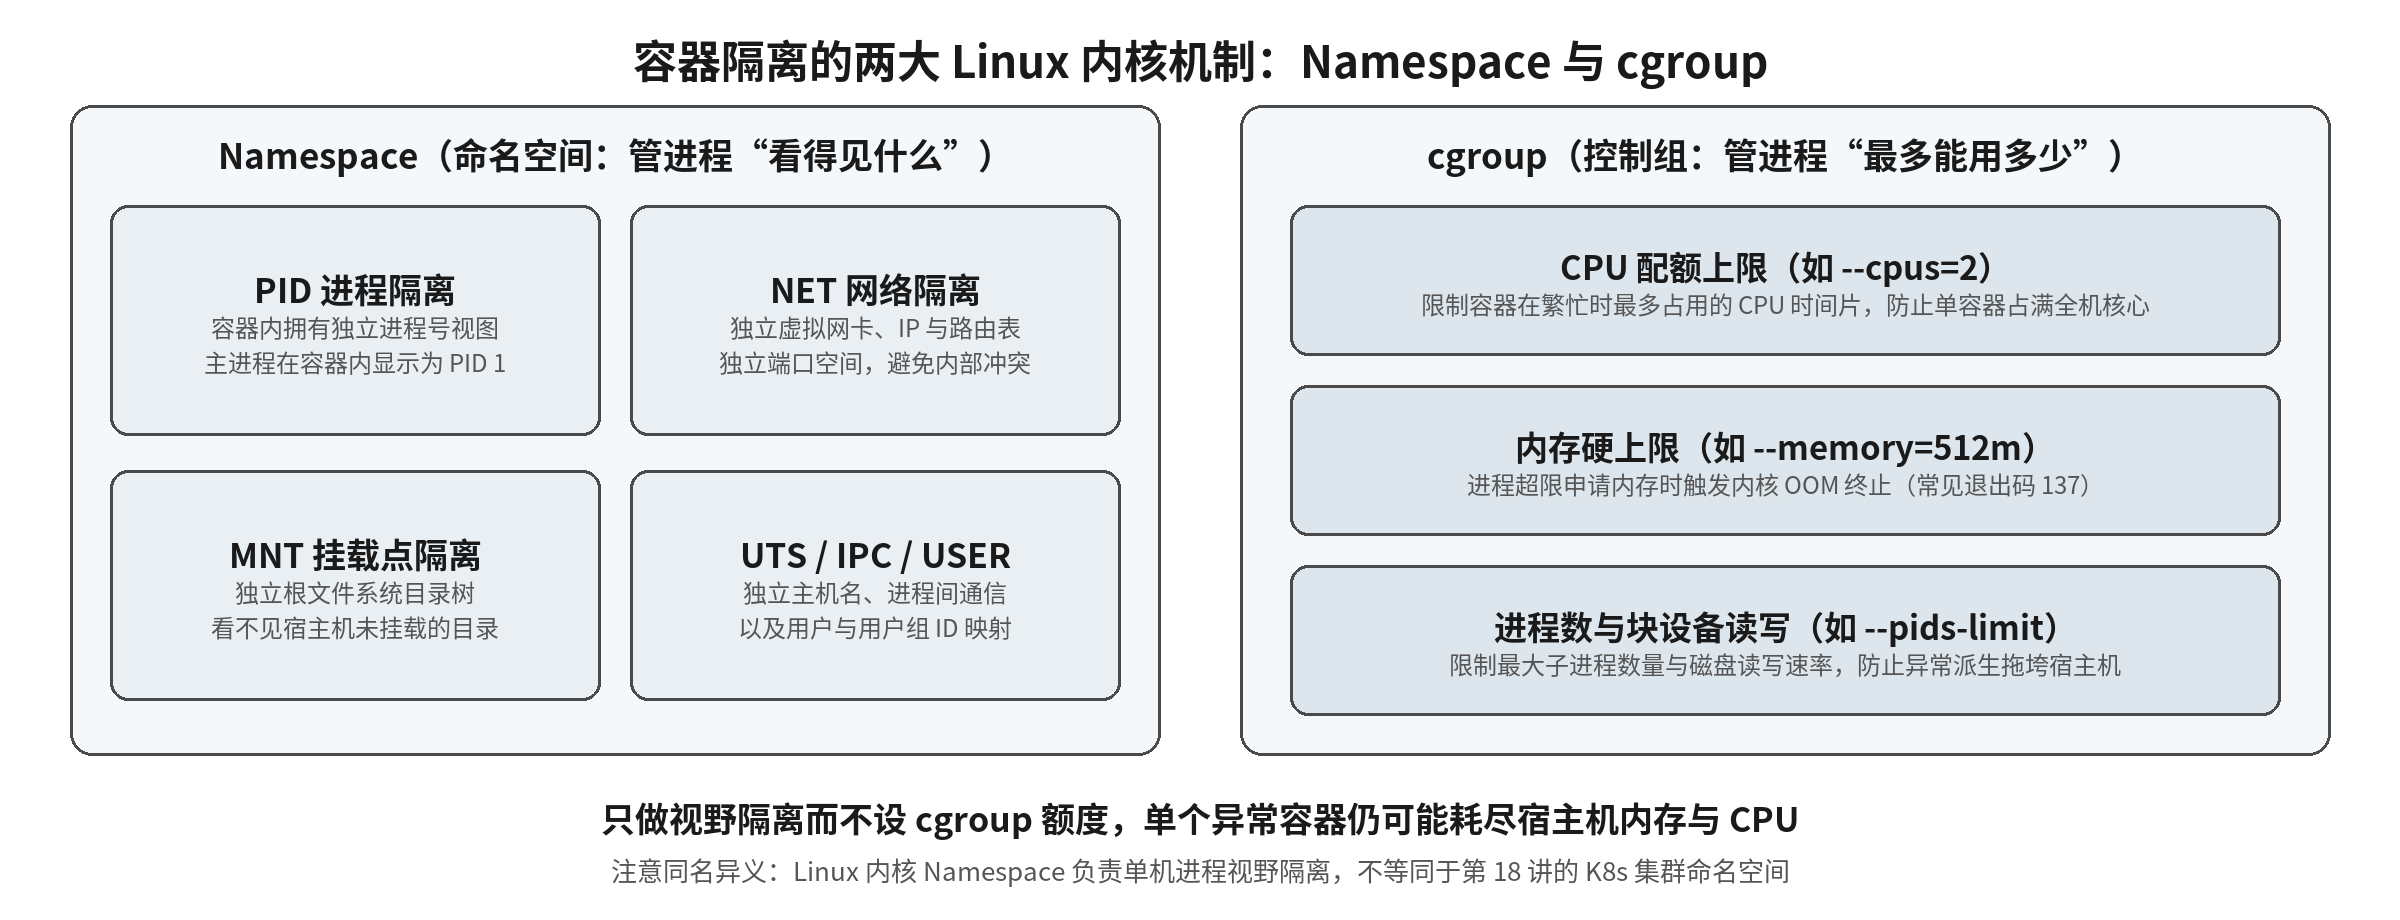 容器隔离的两大 Linux 内核机制：Namespace 与 cgroup
Namespace（命名空间：管进程“看得见什么”）
PID 进程隔离
容器内拥有独立进程号视图
主进程在容器内显示为 PID 1
NET 网络隔离
独立虚拟网卡、IP 与路由表
独立端口空间，避免内部冲突
MNT 挂载点隔离
独立根文件系统目录树
看不见宿主机未挂载的目录
UTS / IPC / USER
独立主机名、进程间通信
以及用户与用户组 ID 映射
cgroup（控制组：管进程“最多能用多少”）
CPU 配额上限（如 --cpus=2）
限制容器在繁忙时最多占用的 CPU 时间片，防止单容器占满全机核心
内存硬上限（如 --memory=512m）
进程超限申请内存时触发内核 OOM 终止（常见退出码 137）
进程数与块设备读写（如 --pids-limit）
限制最大子进程数量与磁盘读写速率，防止异常派生拖垮宿主机
只做视野隔离而不设 cgroup 额度，单个异常容器仍可能耗尽宿主机内存与 CPU
注意同名异义：Linux 内核 Namespace 负责单机进程视野隔离，不等同于第 18 讲的 K8s 集群命名空间